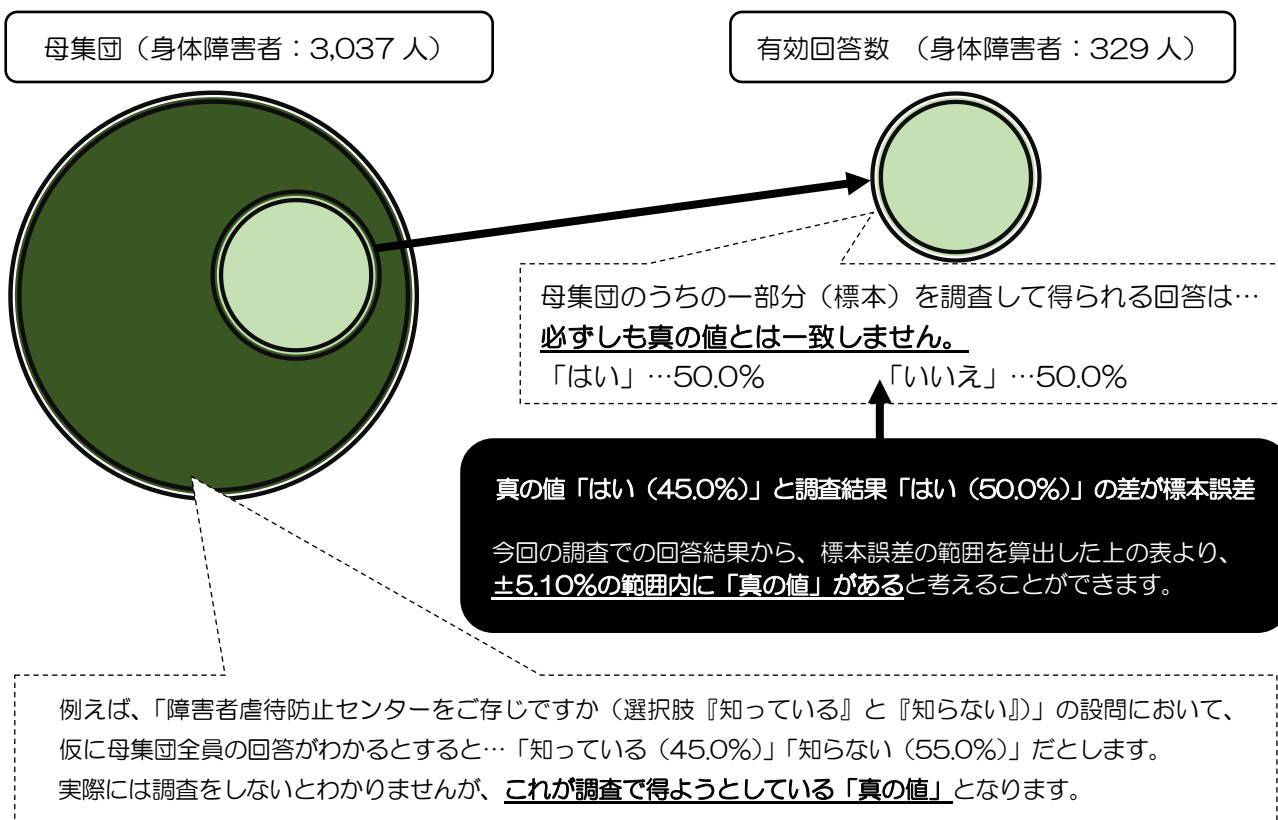 母集団（身体障害者：3,037 人）
有効回答数 （身体障害者：329 人）
母集団のうちの一部分（標本）を調査して得られる回答は…
必ずしも真の値とは一致しません。
「はい」…50.0% 「いいえ」…50.0%
真の値「はい（45.0%）」と調査結果「はい（50.0%）」の差が標本誤差
今回の調査での回答結果から、標本誤差の範囲を算出した上の表より、
±5.10%の範囲内に「真の値」があると考えることができます。
例えば、「障害者虐待防止センターをご存じですか（選択肢『知っている』と『知らない』）」の設問において、
仮に母集団全員の回答がわかるとすると…「知っている（45.0%）」「知らない（55.0%）」だとします。
実際には調査をしないとわかりませんが、これが調査で得ようとしている「真の値」となります。